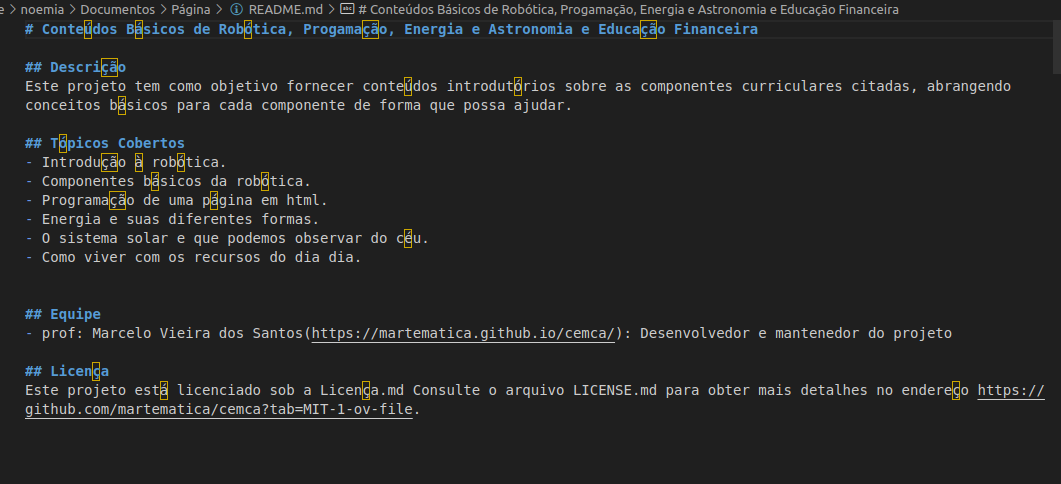 e > noemia > Documentos > Página > README.md > # Conteúdos Básicos de Robótica, Progamação, Energia e Astronomia e Educação Financeira
# Conteúdos Básicos de Robótica, Progamação, Energia e Astronomia e Educação Financeira
## Descrição
Este projeto tem como objetivo fornecer conteúdos introdutórios sobre as componentes curriculares citadas, abrangendo
conceitos básicos para cada componente de forma que possa ajudar.
## Tópicos Cobertos
- Introdução à robótica.
- Componentes básicos da robótica.
- Programação de uma página em html.
- Energia e suas diferentes formas.
- O sistema solar e que podemos observar do céu.
- Como viver com os recursos do dia dia.
## Equipe
- prof: Marcelo Vieira dos Santos(https://martematica.github.io/cemca/): Desenvolvedor e mantenedor do projeto
## Licença
Este projeto está licenciado sob a Licença.md Consulte o arquivo LICENSE.md para obter mais detalhes no endereço https://
github.com/martematica/cemca?tab=MIT-1-ov-file.